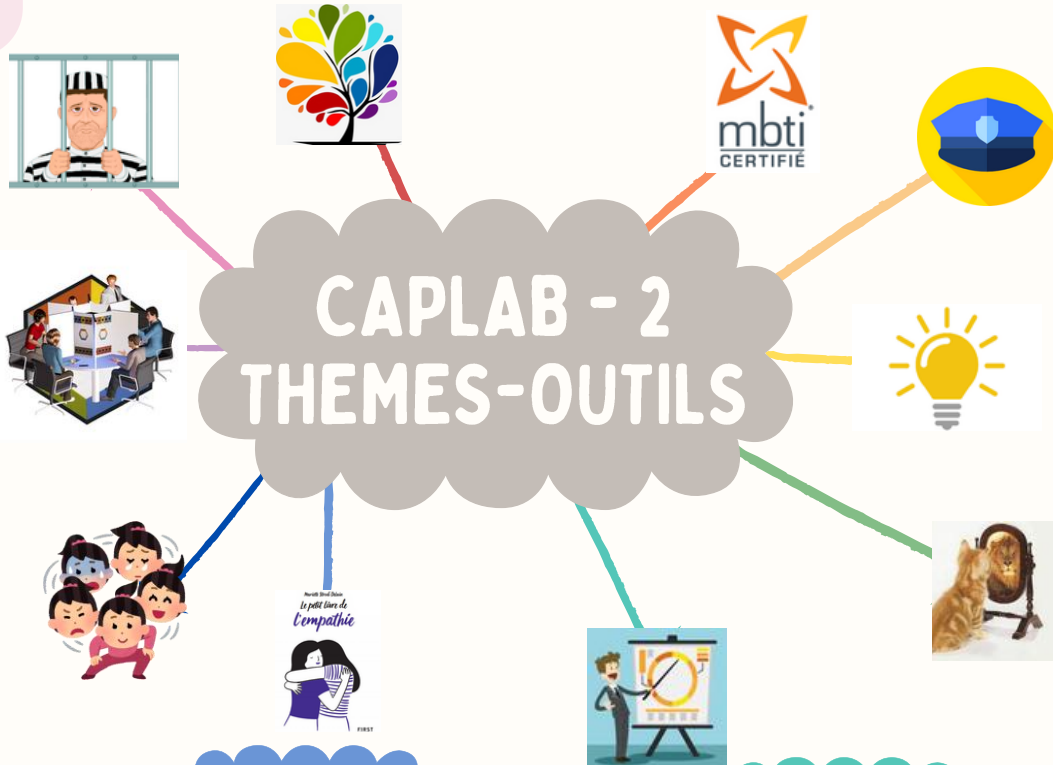 mbti
CERTIFIÉ
CAPLAB - 2
THEMES-OUTILS
Le petit livre de
l'empathie
FIRST